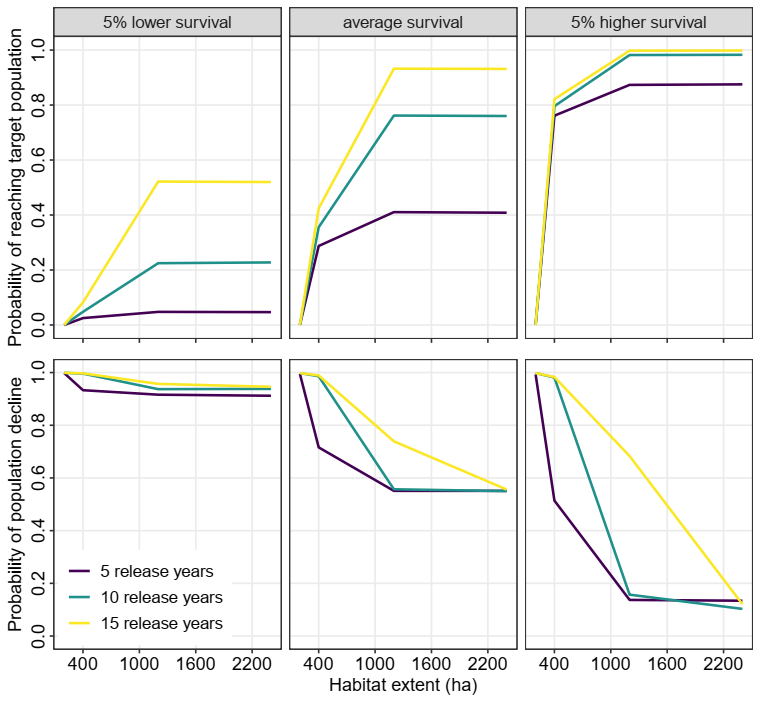 5% lower survival
average survival
5% higher survival
Probability of reaching target population
1.0
0.8
0.6
0.4
0.2
0.0
Probability of population decline
1.0
0.8
0.6
0.4
0.2
0.0
5 release years
10 release years
15 release years
400 1000 1600 2200
400 1000 1600 2200
400 1000 1600 2200
Habitat extent (ha)